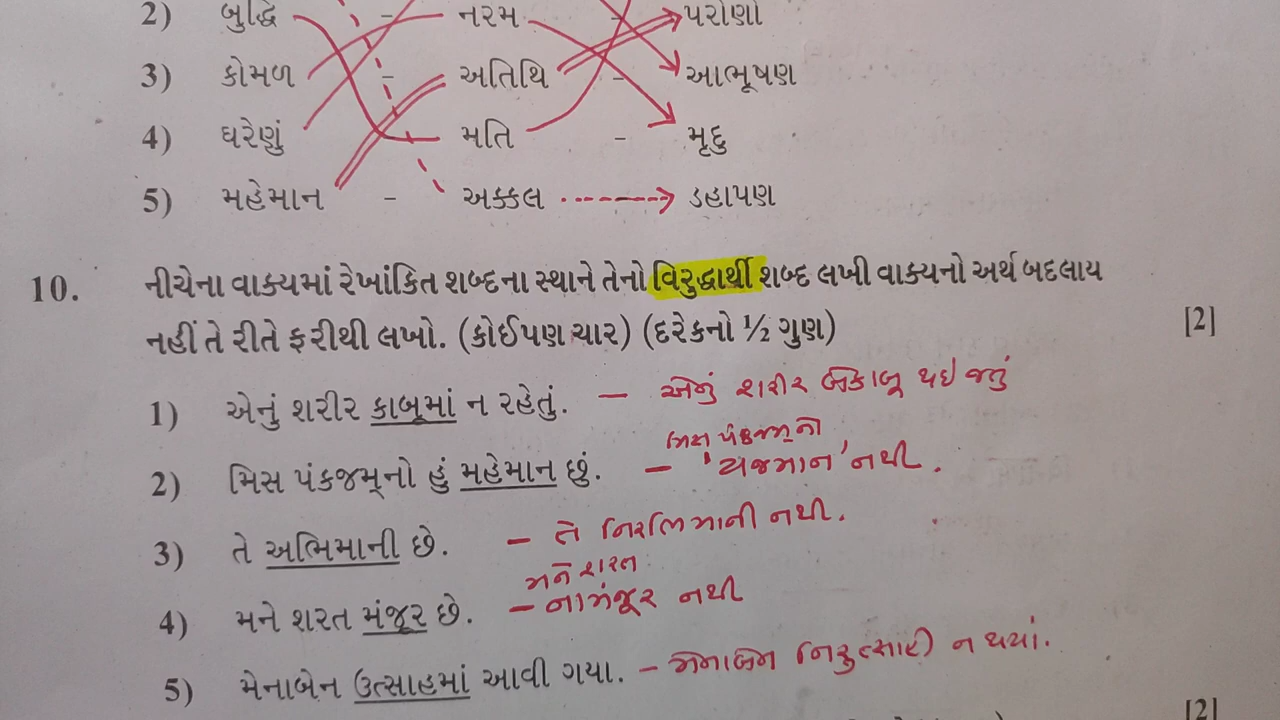 2) બુદ્ધિ - નરમ - પરોણો
3) કોમળ - અતિથિ - આભૂષણ
4) ઘરેણું મતિ - મૃદુ
5) મહેમાન - અક્કલ ડહાપણ
10. નીચેના વાક્યમાં રેખાંકિત શબ્દના સ્થાને તેનો વિરુદ્ધાર્થી શબ્દ લખી વાક્યનો અર્થ બદલાય
નહીં તે રીતે ફરીથી લખો. (કોઈપણ ચાર) (દરેકનો ½ ગુણ) [2]
1) એનું શરીર કાબૂમાં ન રહેતું. – એનું શરીર બેકાબૂ થઇ જતું
મિસ પંકજમ્‌નો
2) મિસ પંકજમ્‌નો હું મહેમાન છું. – 'યજમાન' નથી.
3) તે અભિમાની છે. – તે નિરભિમાની નથી.
મને શરત
4) મને શરત મંજૂર છે. – નામંજૂર નથી
5) મેનાબેન ઉત્સાહમાં આવી ગયા. – મેનાબેન નિરુત્સાહી ન થયાં.
[2]